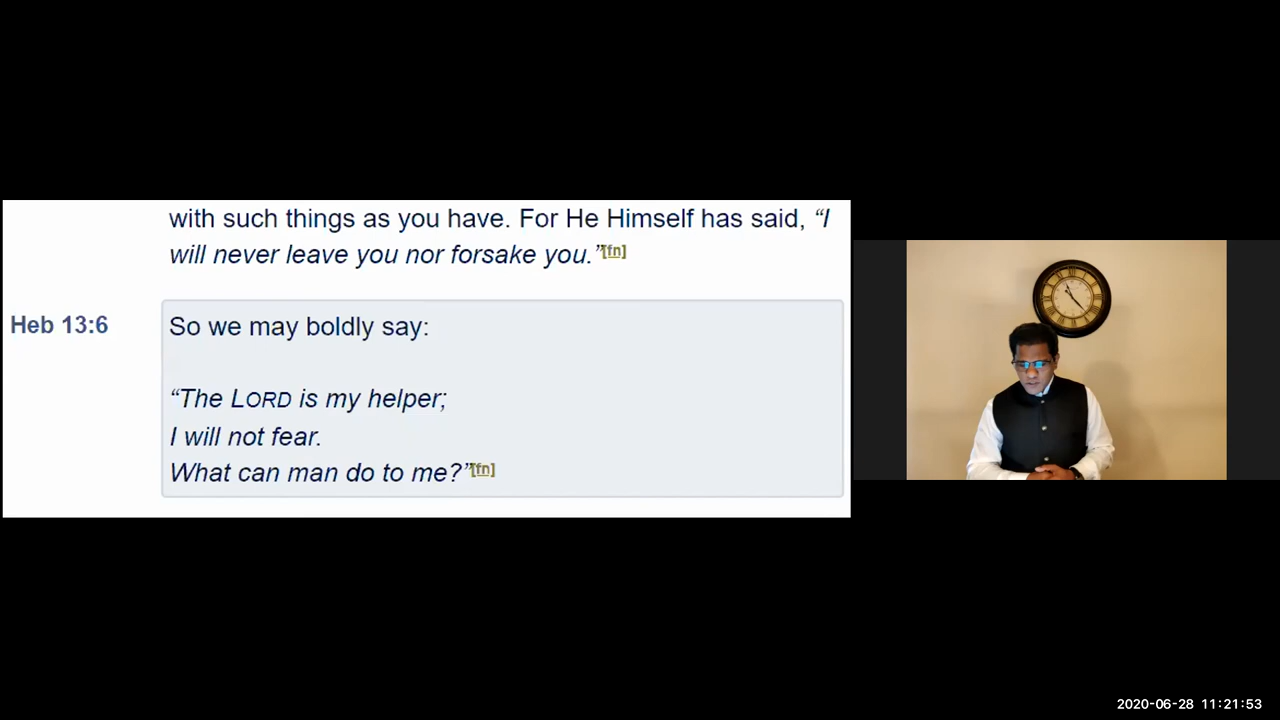 with such things as you have. For He Himself has said, “I
will never leave you nor forsake you.”[fn]
Heb 13:6
So we may boldly say:
“The LORD is my helper;
I will not fear.
What can man do to me?”[fn]
2020-06-28 11:21:53